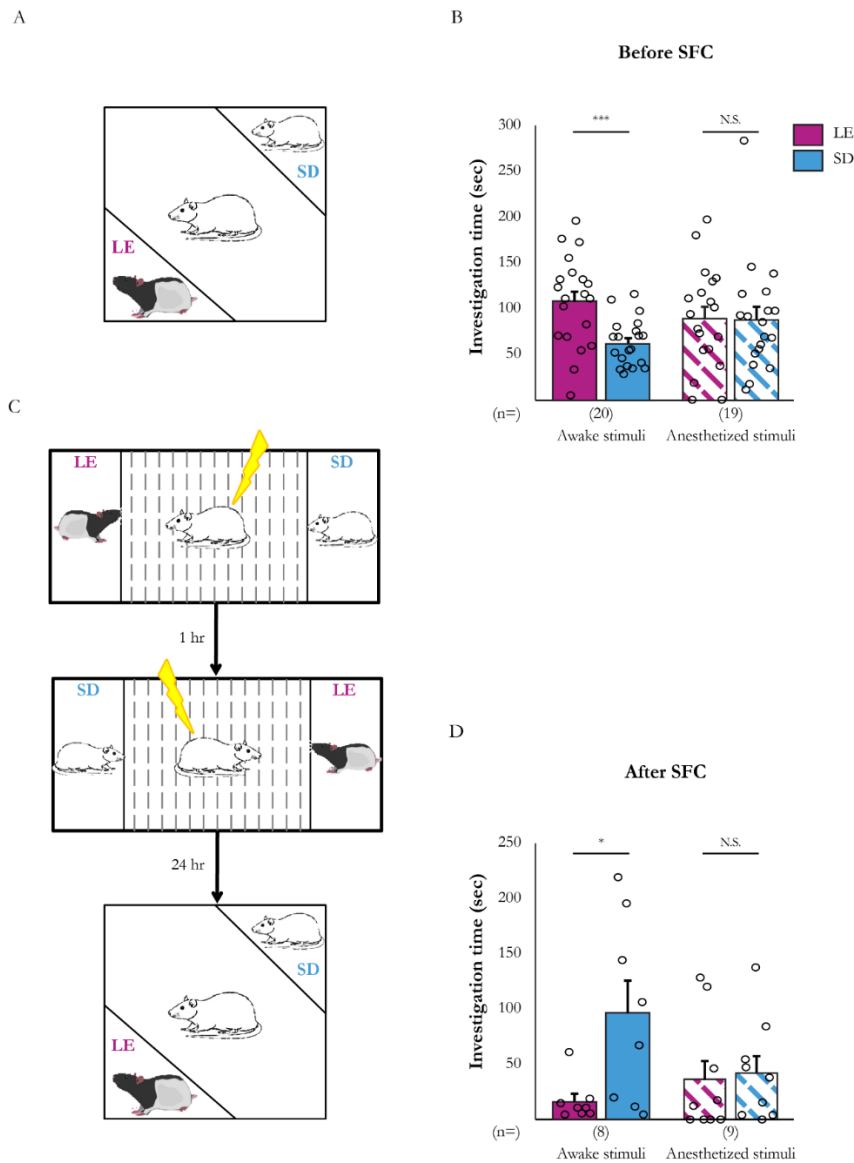 A
SD
LE
B
Before SFC
Investigation time (sec)
300
250
200
150
100
50
***
N.S.
LE
SD
(n=)
(20)
(19)
Awake stimuli
Anesthetized stimuli
C
LE
SD
1 hr
SD
LE
24 hr
SD
LE
D
After SFC
Investigation time (sec)
250
200
150
100
50
*
N.S.
(n=)
(8)
(9)
Awake stimuli
Anesthetized stimuli